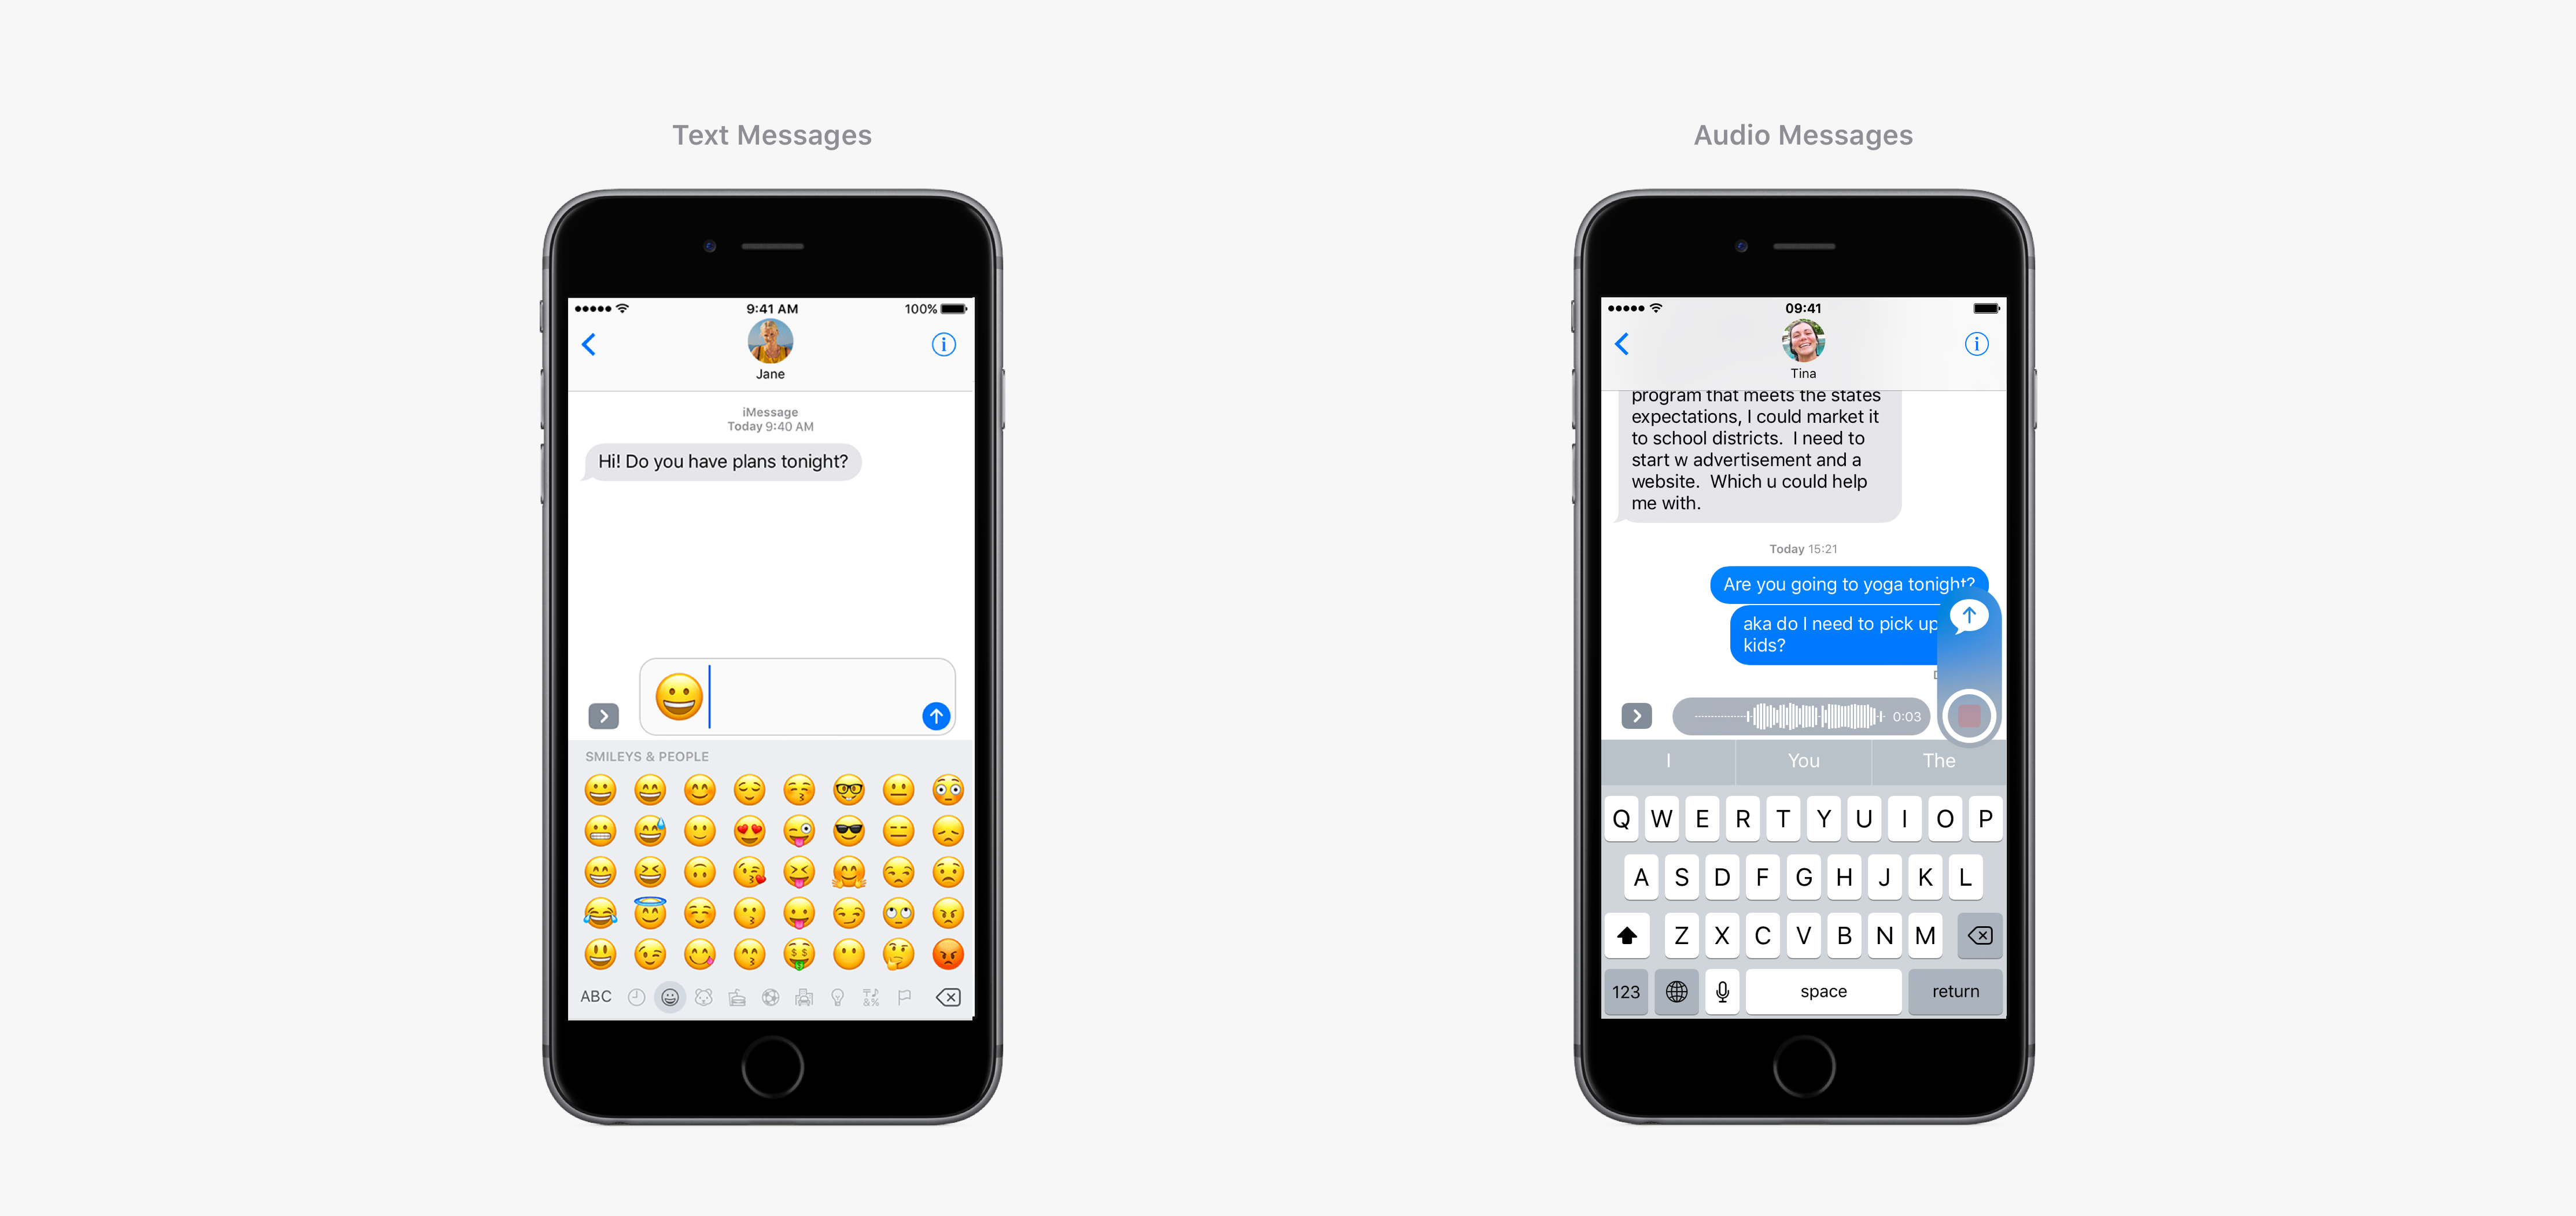 Text Messages
9:41 AM
100%
Jane
iMessage
Today 9:40 AM
Hi! Do you have plans tonight?
SMILEYS & PEOPLE
ABC
Audio Messages
09:41
Tina
program that meets the states
expectations, I could market it
to school districts.  I need to
start w advertisement and a
website.  Which u could help
me with.
Today 15:21
Are you going to yoga tonight?
aka do I need to pick up
kids?
0:03
I You The
Q W E R T Y U I O P
A S D F G H J K L
Z X C V B N M
123 space return